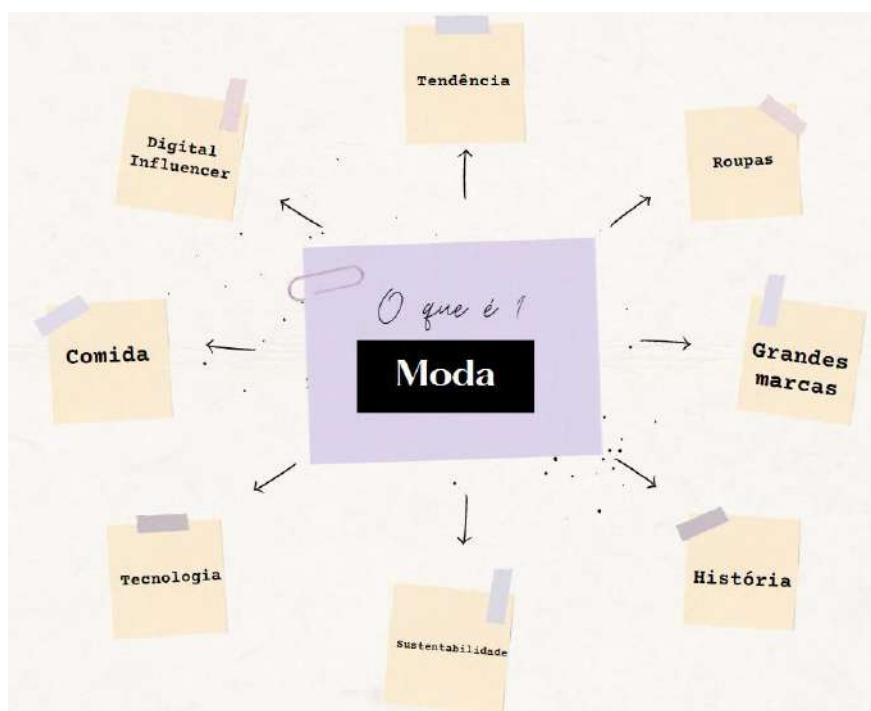 Tendência
Digital
Influencer
Roupas
O que é ?
Moda
Comida
Grandes
marcas
Tecnologia
História
Sustentabilidade